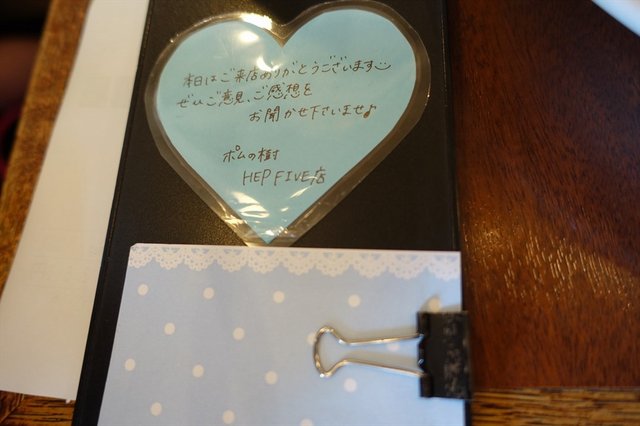 本日はご来店ありがとうございます
ぜひご意見、ご感想を
お聞かせ下さいませ♪
ポムの樹
HEP FIVE店